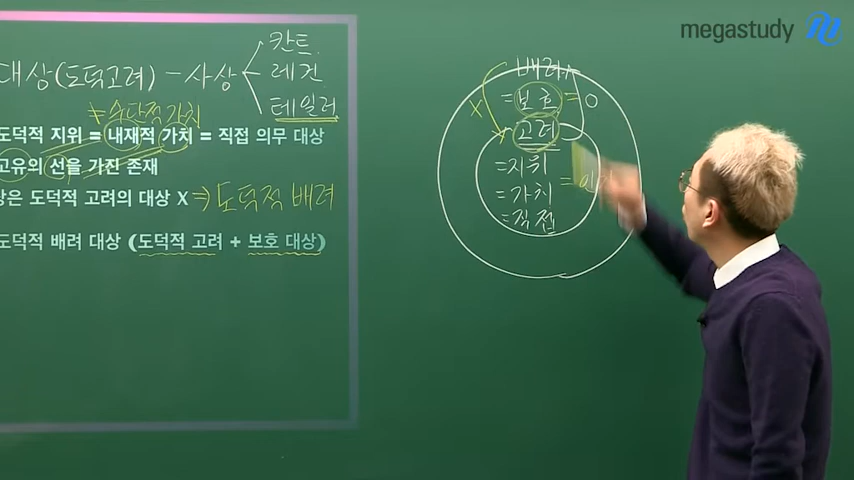 megastudy
대상(도덕고려) - 사상
칸트.
레건
테일러
≠ 수단적 가치
도덕적 지위 = 내재적 가치 = 직접 의무 대상
고유의 선을 가진 존재
상은 도덕적 고려의 대상 X ⇒ 도덕적 배려
도덕적 배려 대상 (도덕적 고려 + 보호 대상)
배려
X = 보호 = O
고려
= 지위
= 가치 =
= 직접